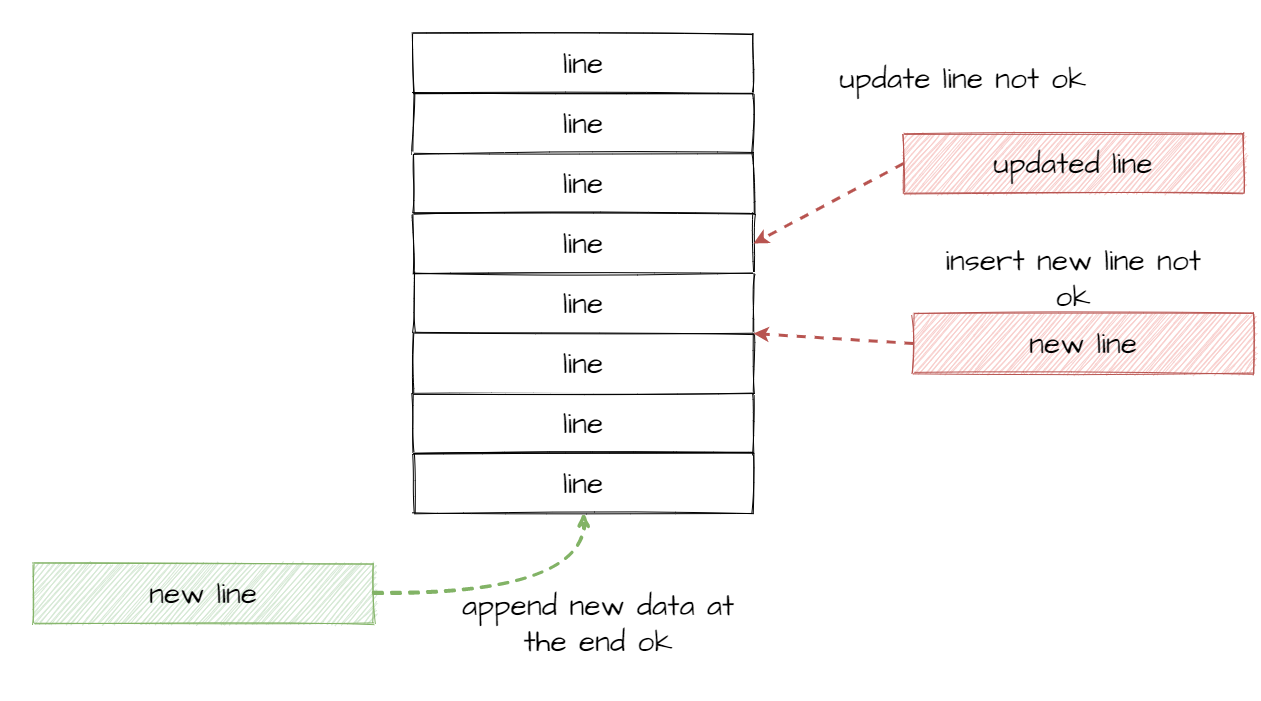 line
line
line
line
line
line
line
line
update line not ok
updated line
insert new line not
ok
new line
new line
append new data at
the end ok